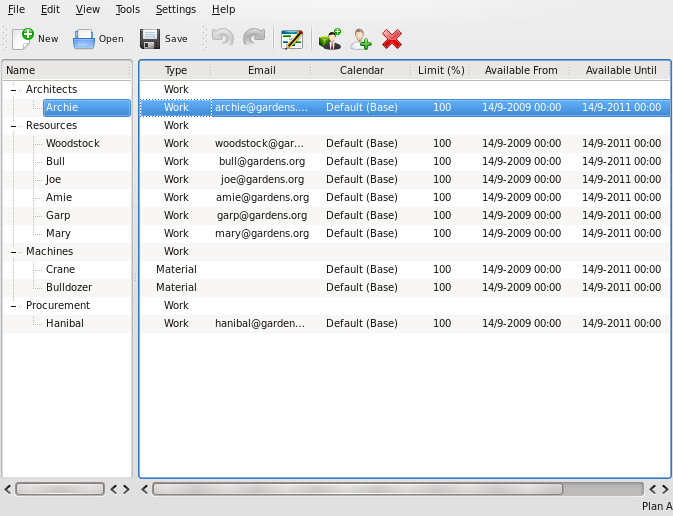 File Edit View Tools Settings Help
New Open Save
Name Type Email Calendar Limit (%) Available From Available Until
Architects Work
Archie Work archie@gardens.... Default (Base) 100 14/9-2009 00:00 14/9-2011 00:00
Resources Work
Woodstock Work woodstock@gar... Default (Base) 100 14/9-2009 00:00 14/9-2011 00:00
Bull Work bull@gardens.org Default (Base) 100 14/9-2009 00:00 14/9-2011 00:00
Joe Work joe@gardens.org Default (Base) 100 14/9-2009 00:00 14/9-2011 00:00
Amie Work amie@gardens.org Default (Base) 100 14/9-2009 00:00 14/9-2011 00:00
Garp Work garp@gardens.org Default (Base) 100 14/9-2009 00:00 14/9-2011 00:00
Mary Work mary@gardens.org Default (Base) 100 14/9-2009 00:00 14/9-2011 00:00
Machines Work
Crane Material Default (Base) 100 14/9-2009 00:00 14/9-2011 00:00
Bulldozer Material Default (Base) 100 14/9-2009 00:00 14/9-2011 00:00
Procurement Work
Hanibal Work hanibal@garden... Default (Base) 100 14/9-2009 00:00 14/9-2011 00:00
Plan A